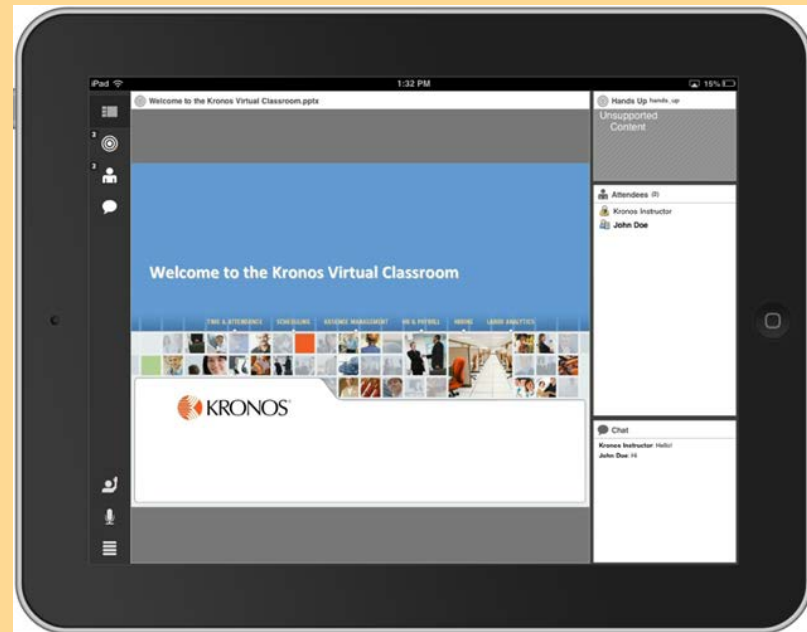 iPad
1:32 PM
15%
Welcome to the Kronos Virtual Classroom.pptx
Hands Up hands_up
Unsupported
Content
2
2
Attendees (2)
Kronos Instructor
John Doe
Welcome to the Kronos Virtual Classroom
TIME & ATTENDANCE SCHEDULING ABSENCE MANAGEMENT HR & PAYROLL HIRING LABOR ANALYTICS
KRONOS
Chat
Kronos Instructor: Hello!
John Doe: Hi